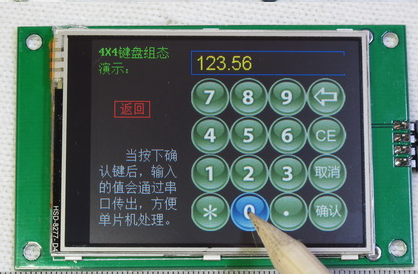 4X4键盘组态
演示:
123.56
返回
7 8 9
4 5 6 CE
1 2 3 取消
* 0 . 确认
当按下确
认键后，输入
的值会通过串
口传出，方便
单片机处理。